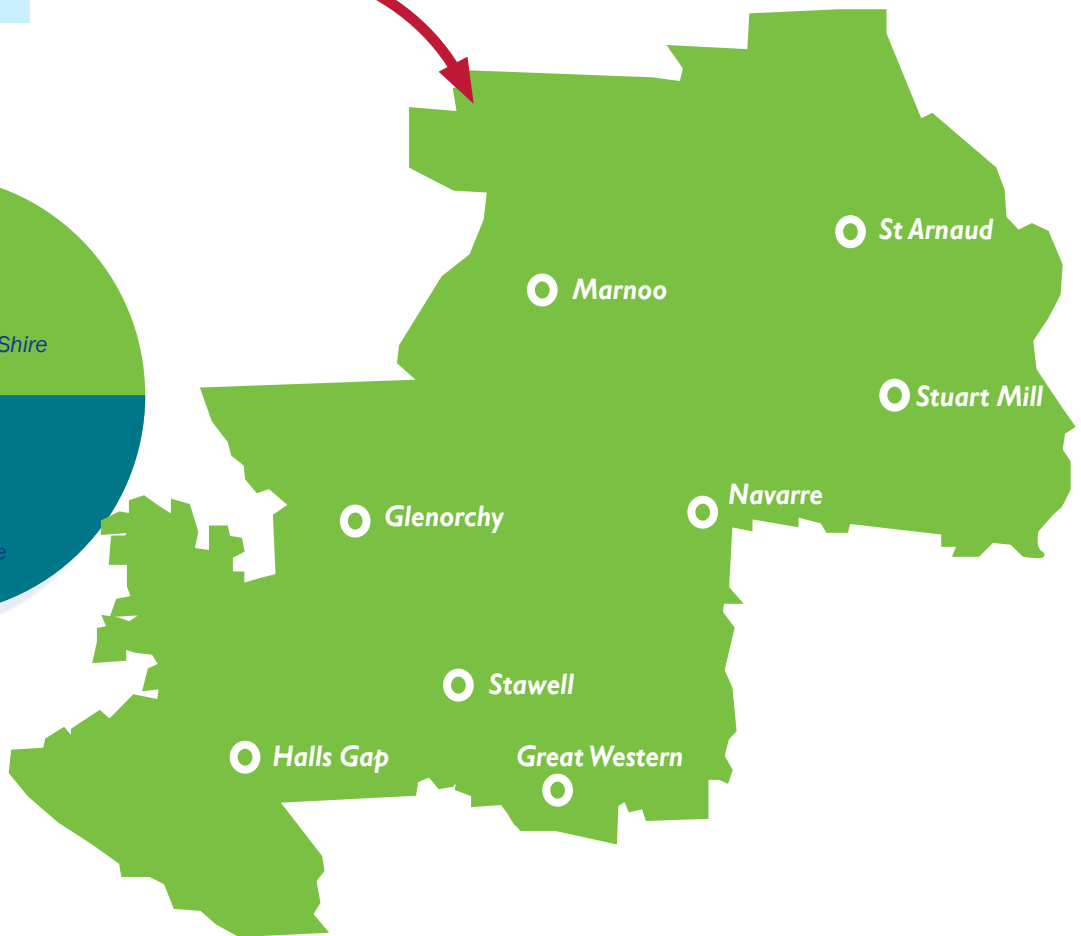 St Arnaud
Marnoo
Shire
Stuart Mill
Navarre
Glenorchy
e
Stawell
Halls Gap
Great Western